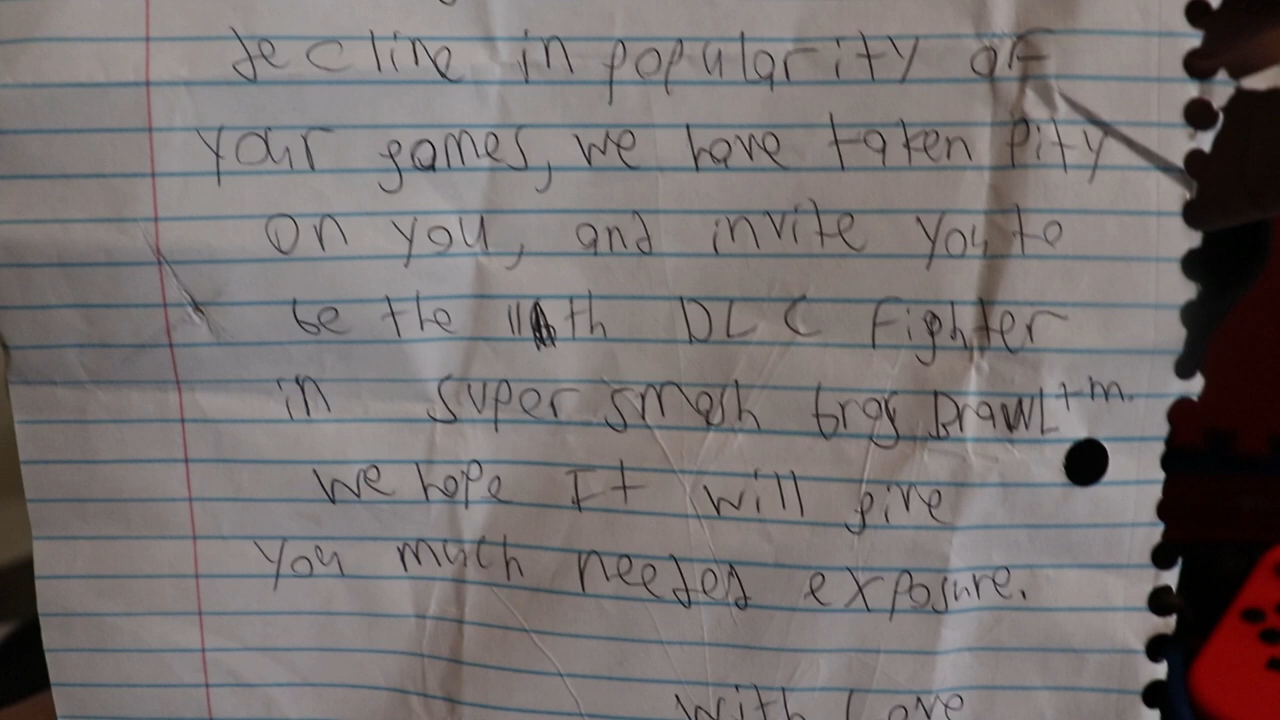 decline in popularity of
your games, we have taken pity
on you, and invite you to
be the 11th DLC Fighter
in super smash bros Brawl+m.
we hope It will give
you much needed exposure.
with love